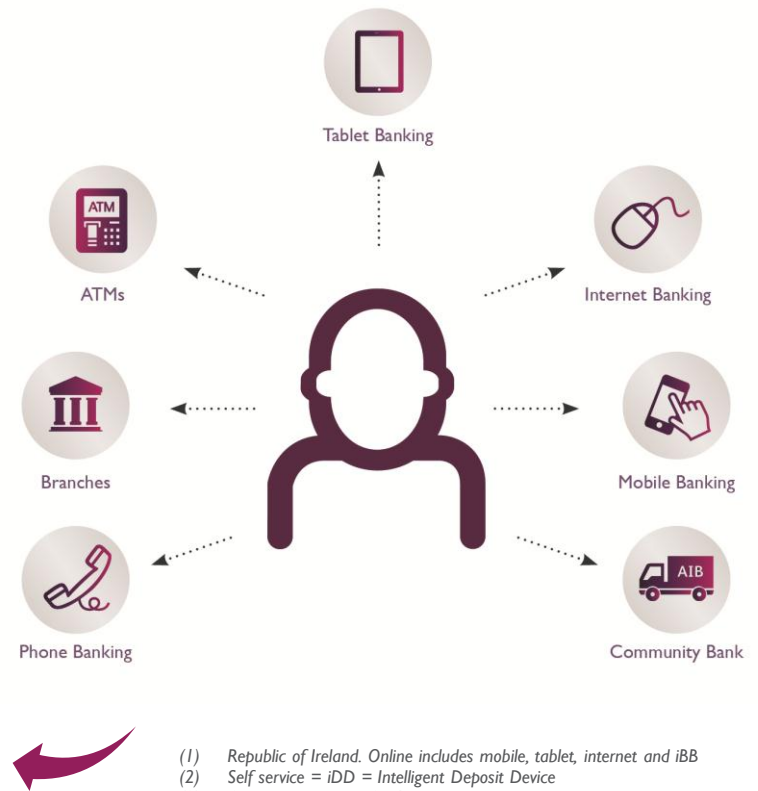 Tablet Banking
ATM
ATMs
Internet Banking
Branches
Mobile Banking
AIB
Phone Banking
Community Bank
(1) Republic of Ireland. Online includes mobile, tablet, internet and iBB
(2) Self service = iDD = Intelligent Deposit Device